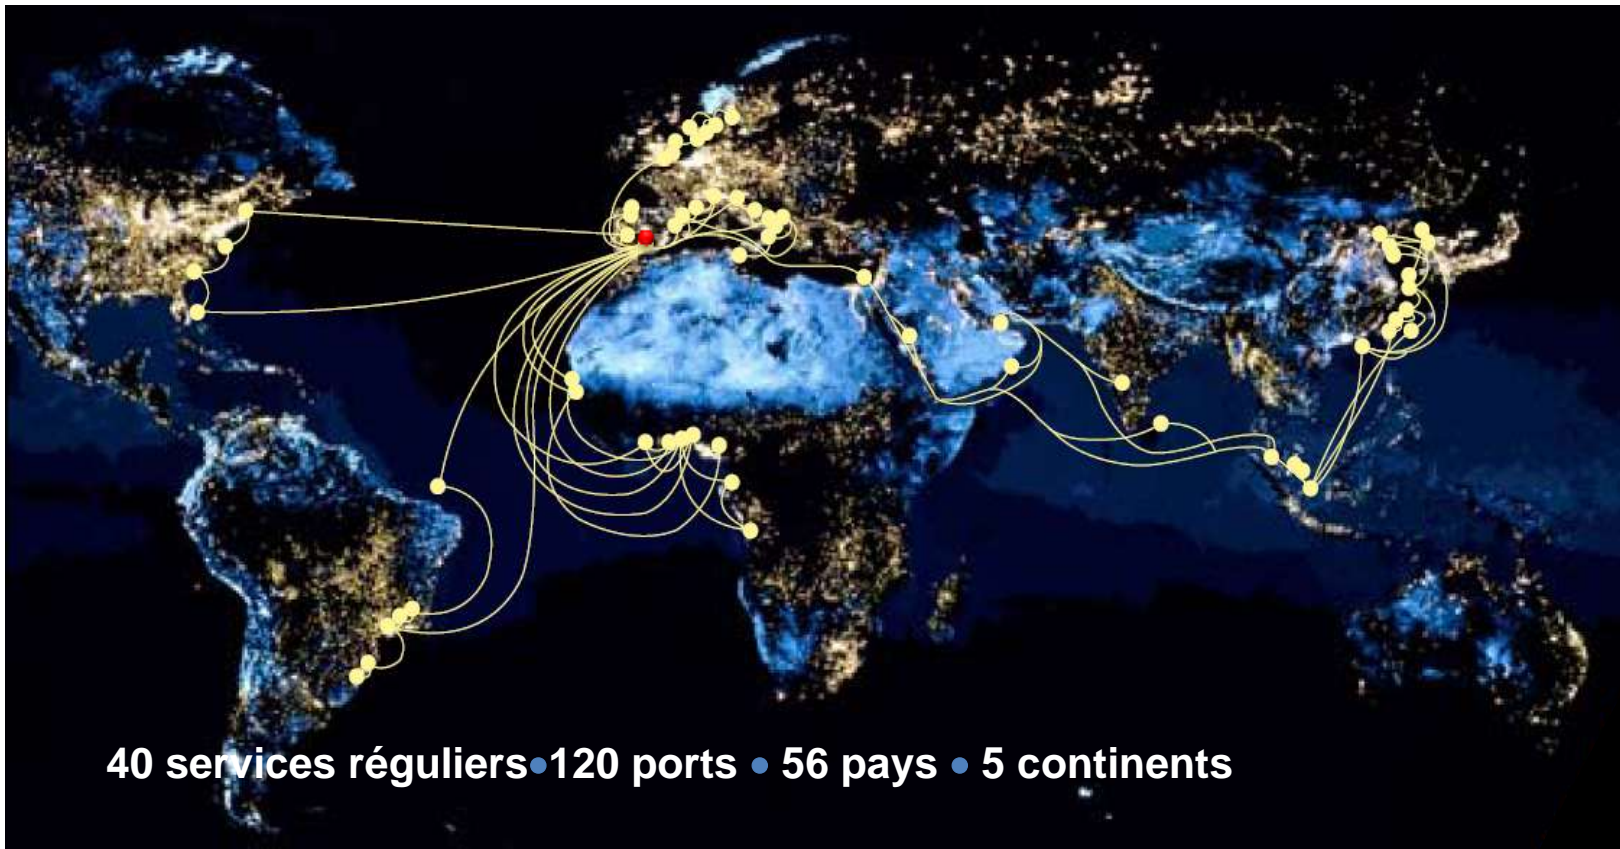 40 services réguliers•120 ports • 56 pays • 5 continents